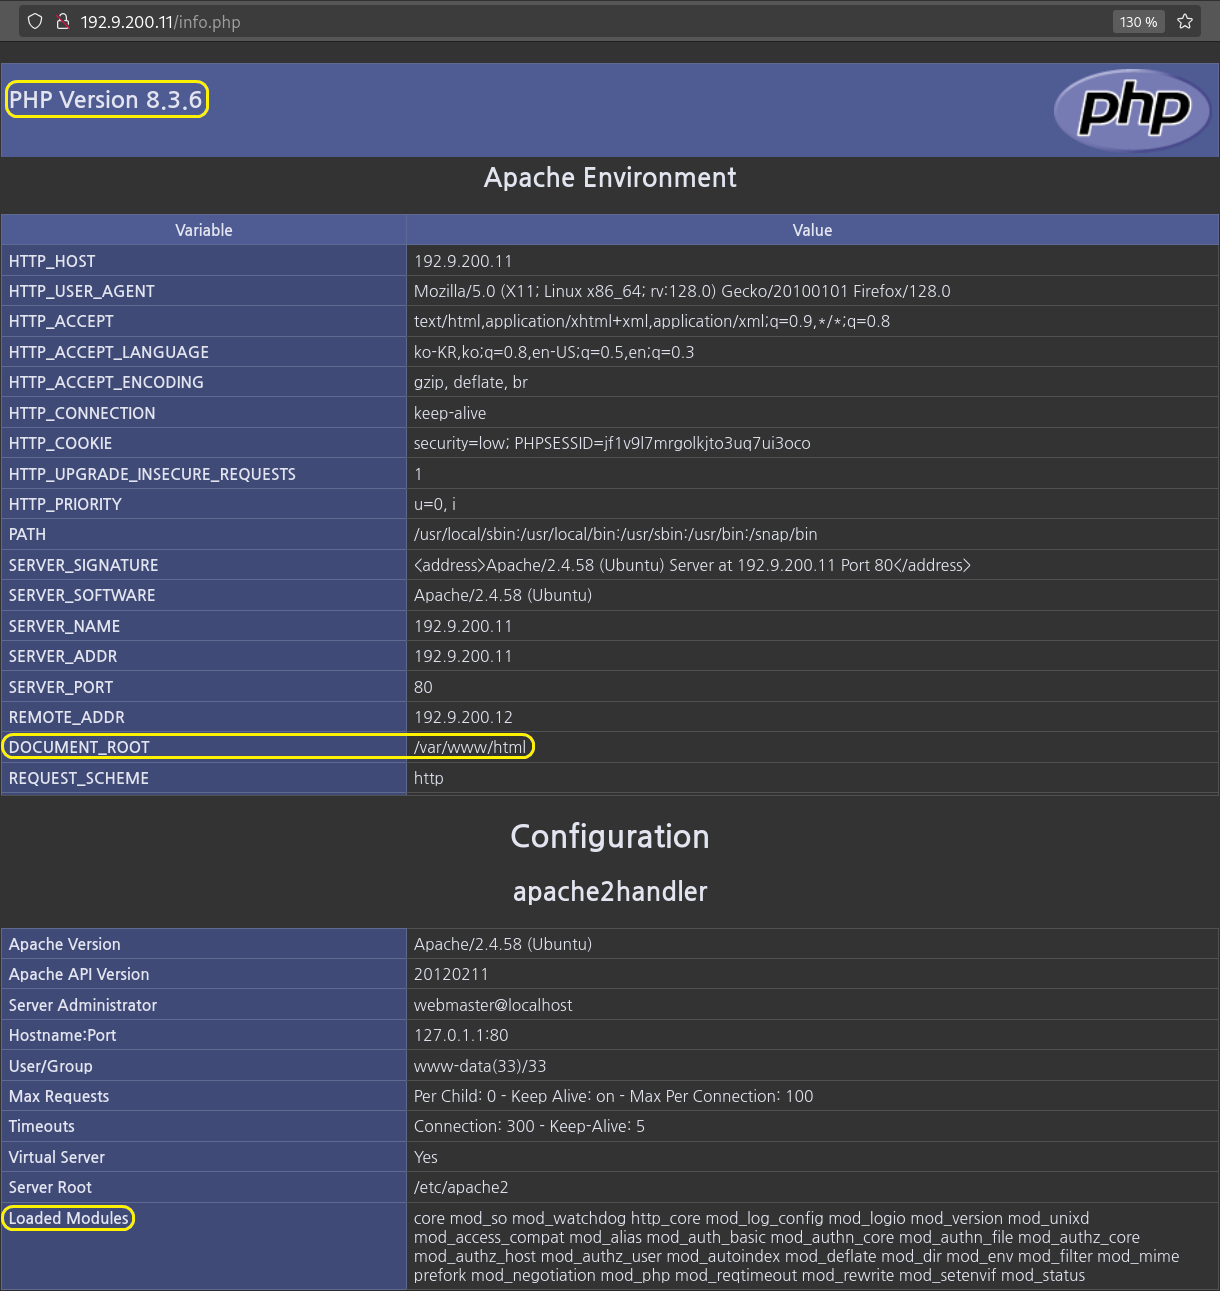 192.9.200.11/info.php
130 %
PHP Version 8.3.6
php
Apache Environment
Variable Value
HTTP_HOST 192.9.200.11
HTTP_USER_AGENT Mozilla/5.0 (X11; Linux x86_64; rv:128.0) Gecko/20100101 Firefox/128.0
HTTP_ACCEPT text/html,application/xhtml+xml,application/xml;q=0.9,*/*;q=0.8
HTTP_ACCEPT_LANGUAGE ko-KR,ko;q=0.8,en-US;q=0.5,en;q=0.3
HTTP_ACCEPT_ENCODING gzip, deflate, br
HTTP_CONNECTION keep-alive
HTTP_COOKIE security=low; PHPSESSID=jf1v9l7mrgolkjto3uq7ui3oco
HTTP_UPGRADE_INSECURE_REQUESTS 1
HTTP_PRIORITY u=0, i
PATH /usr/local/sbin:/usr/local/bin:/usr/sbin:/usr/bin:/snap/bin
SERVER_SIGNATURE <address>Apache/2.4.58 (Ubuntu) Server at 192.9.200.11 Port 80</address>
SERVER_SOFTWARE Apache/2.4.58 (Ubuntu)
SERVER_NAME 192.9.200.11
SERVER_ADDR 192.9.200.11
SERVER_PORT 80
REMOTE_ADDR 192.9.200.12
DOCUMENT_ROOT /var/www/html
REQUEST_SCHEME http
Configuration
apache2handler
Apache Version Apache/2.4.58 (Ubuntu)
Apache API Version 20120211
Server Administrator webmaster@localhost
Hostname:Port 127.0.1.1:80
User/Group www-data(33)/33
Max Requests Per Child: 0 - Keep Alive: on - Max Per Connection: 100
Timeouts Connection: 300 - Keep-Alive: 5
Virtual Server Yes
Server Root /etc/apache2
Loaded Modules core mod_so mod_watchdog http_core mod_log_config mod_logio mod_version mod_unixd
mod_access_compat mod_alias mod_auth_basic mod_authn_core mod_authn_file mod_authz_core
mod_authz_host mod_authz_user mod_autoindex mod_deflate mod_dir mod_env mod_filter mod_mime
prefork mod_negotiation mod_php mod_reqtimeout mod_rewrite mod_setenvif mod_status